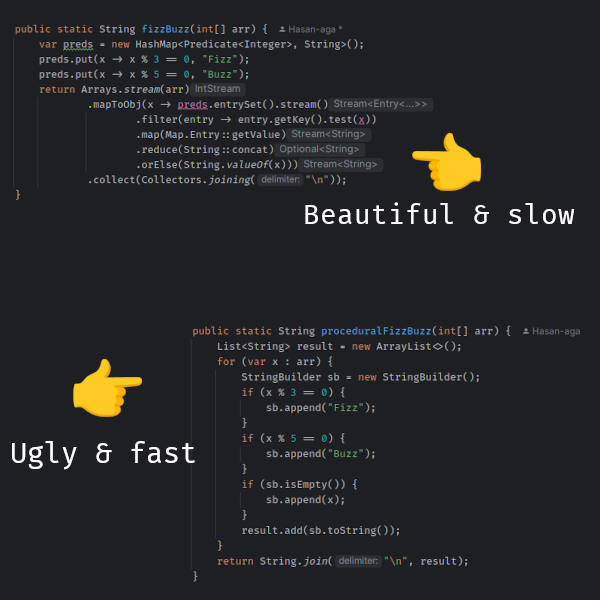 public static String fizzBuzz(int[] arr) { Hasan-aga *
var preds = new HashMap<Predicate<Integer>, String>();
preds.put(x → x % 3 == 0, "Fizz");
preds.put(x → x % 5 == 0, "Buzz");
return Arrays.stream(arr) IntStream
.mapToObj(x → preds.entrySet().stream() Stream<Entry<...>>
.filter(entry → entry.getKey().test(x))
.map(Map.Entry::getValue) Stream<String>
.reduce(String::concat) Optional<String>
.orElse(String.valueOf(x))) Stream<String>
.collect(Collectors.joining( delimiter: "\n"));
}
Beautiful & slow
public static String proceduralFizzBuzz(int[] arr) { Hasan-aga
List<String> result = new ArrayList<>();
for (var x : arr) {
StringBuilder sb = new StringBuilder();
if (x % 3 == 0) {
sb.append("Fizz");
}
if (x % 5 == 0) {
sb.append("Buzz");
}
if (sb.isEmpty()) {
sb.append(x);
}
result.add(sb.toString());
}
return String.join( delimiter: "\n", result);
}
Ugly & fast